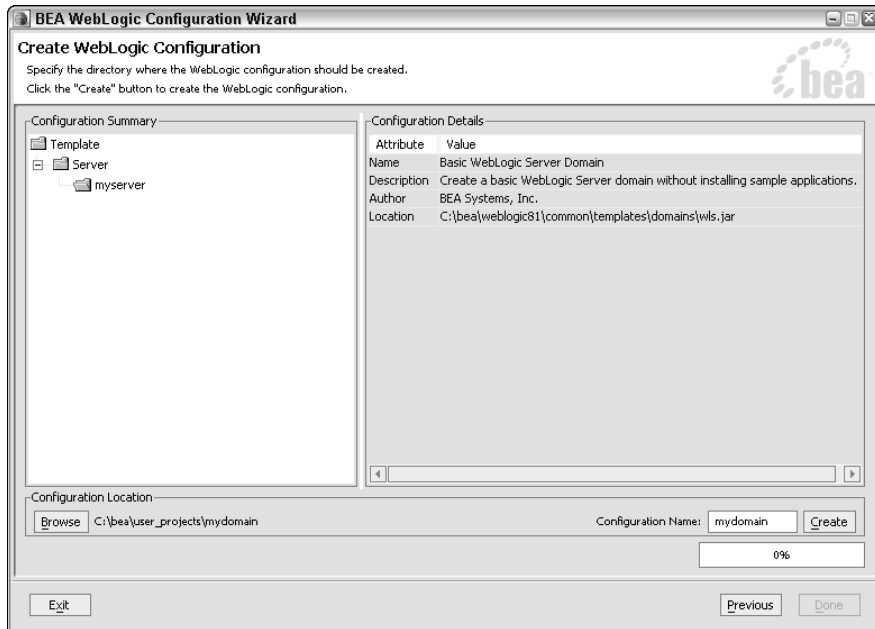 BEA WebLogic Configuration Wizard
Create WebLogic Configuration
Specify the directory where the WebLogic configuration should be created.
Click the "Create" button to create the WebLogic configuration.
bea
Configuration Summary
Template
Server
myserver
Configuration Details
Attribute Value
Name Basic WebLogic Server Domain
Description Create a basic WebLogic Server domain without installing sample applications.
Author BEA Systems, Inc.
Location C:\bea\weblogic81\common\templates\domains\wls.jar
Configuration Location
Browse C:\bea\user_projects\mydomain Configuration Name: mydomain Create
0%
Exit Previous Done